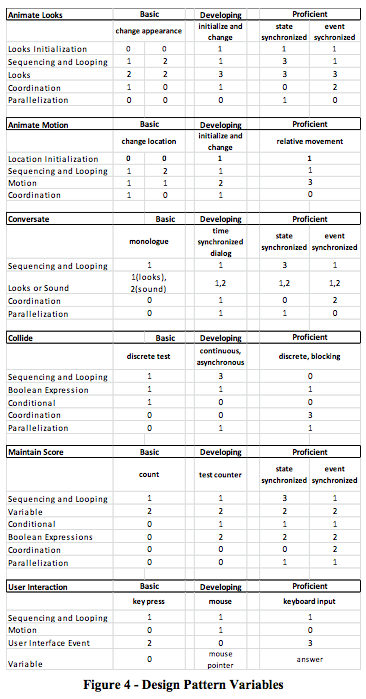 Animate Looks Basic Developing Proficient
change appearance initialize and change state synchronized event sychronized
Looks Initialization 0 0 1 1 1
Sequencing and Looping 1 2 1 3 1
Looks 2 2 3 3 3
Coordination 1 0 1 0 2
Parallelization 0 0 0 1 0
Animate Motion Basic Developing Proficient
change location initialize and change relative movement
Location Initialization 0 0 1 1
Sequencing and Looping 1 2 1 1
Motion 1 1 2 3
Coordination 1 0 1 0
Conversate Basic Developing Proficient
monologue time synchronized dialog state synchronized event synchronized
Sequencing and Looping 1 1 3 1
Looks or Sound 1(looks), 2(sound) 1,2 1,2 1,2
Coordination 0 1 0 2
Parallelization 0 1 1 0
Collide Basic Developing Proficient
discrete test continuous, asynchronous discrete, blocking
Sequencing and Looping 1 3 0
Boolean Expression 1 1 1
Conditional 1 1 0
Coordination 0 0 3
Parallelization 0 1 1
Maintain Score Basic Developing Proficient
count test counter state synchronized event synchronized
Sequencing and Looping 1 1 3 1
Variable 2 2 2 2
Conditional 0 1 1 1
Boolean Expressions 0 2 2 2
Coordination 0 0 0 2
Parallelization 0 0 1 1
User Interaction Basic Developing Proficient
key press mouse keyboard input
Sequencing and Looping 1 1 1
Motion 0 1 0
User Interface Event 2 0 3
Variable 0 mouse pointer answer
Figure 4 - Design Pattern Variables